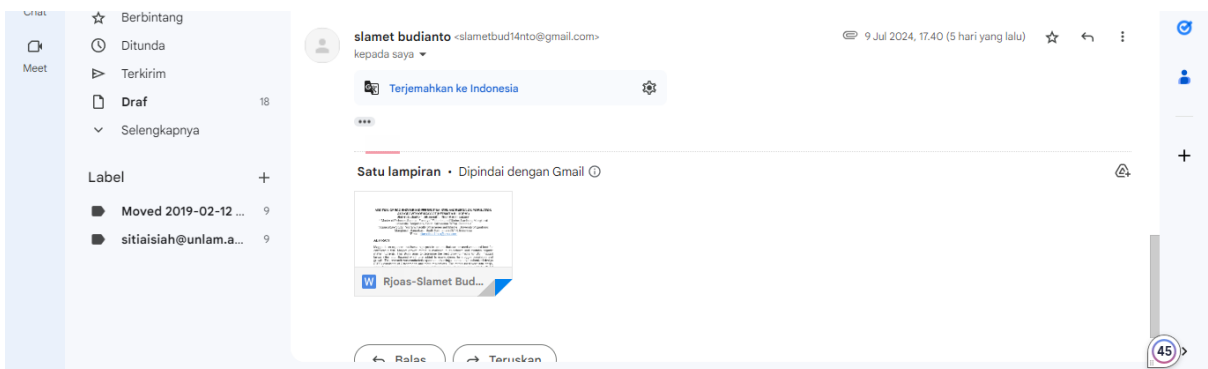 Chat
Meet
Berbintang
Ditunda
Terkirim
Draf 18
Selengkapnya
Label
Moved 2019-02-12 ... 9
sitiaisiah@unlam.a... 9
slamet budianto <slametbud14nto@gmail.com>
9 Jul 2024, 17.40 (5 hari yang lalu)
kepada saya
Terjemahkan ke Indonesia
Satu lampiran • Dipindai dengan Gmail
W Rjoas-Slamet Bud...
Balas
Teruskan
45